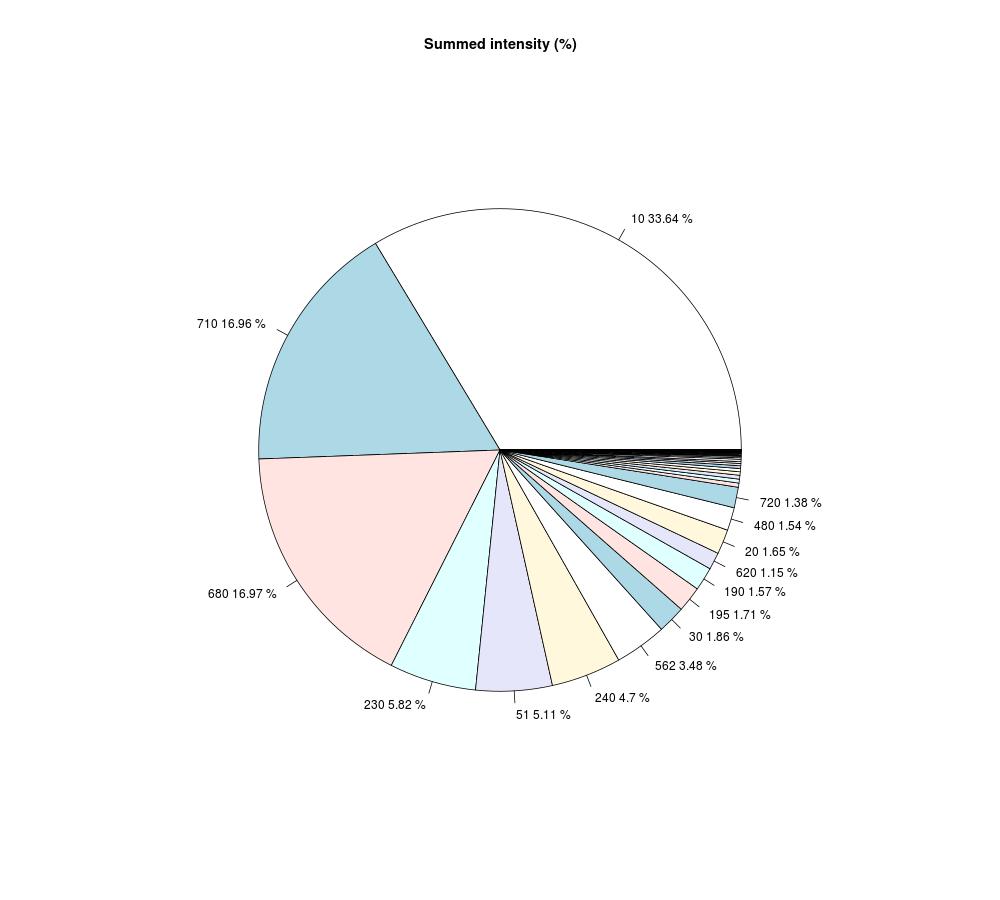 Summed intensity (%)
10 33.64 %
710 16.96 %
680 16.97 %
230 5.82 %
51 5.11 %
240 4.7 %
562 3.48 %
30 1.86 %
195 1.71 %
190 1.57 %
620 1.15 %
20 1.65 %
480 1.54 %
720 1.38 %